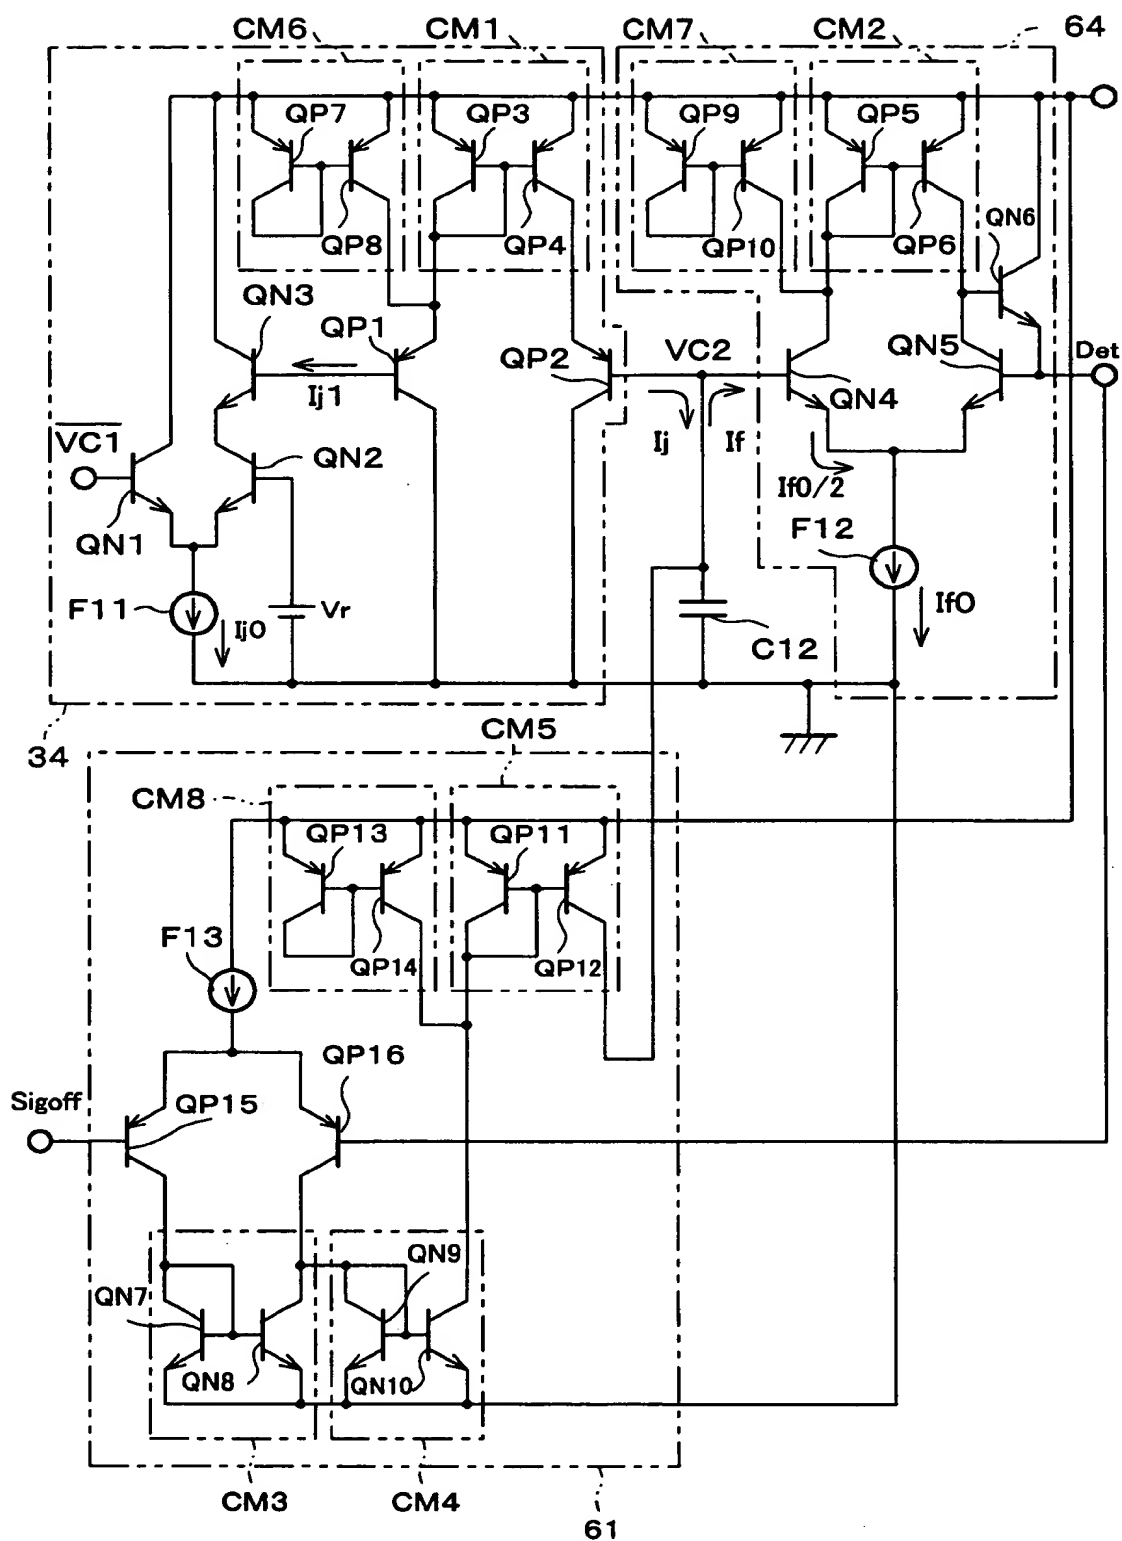 CM6
CM1
CM7
CM2
64
QP7
QP3
QP9
QP5
QP8
QP4
QP10
QP6
QN6
QN3
QP1
QP2
VC2
QN5
Det
Ij1
QN4
VC1
Ij
If
QN2
If0/2
QN1
F12
F11
Ij0
Vr
If0
C12
34
CM5
CM8
QP13
QP11
F13
QP14
QP12
QP16
Sigoff
QP15
QN9
QN7
QN8
QN10
CM3
CM4
61